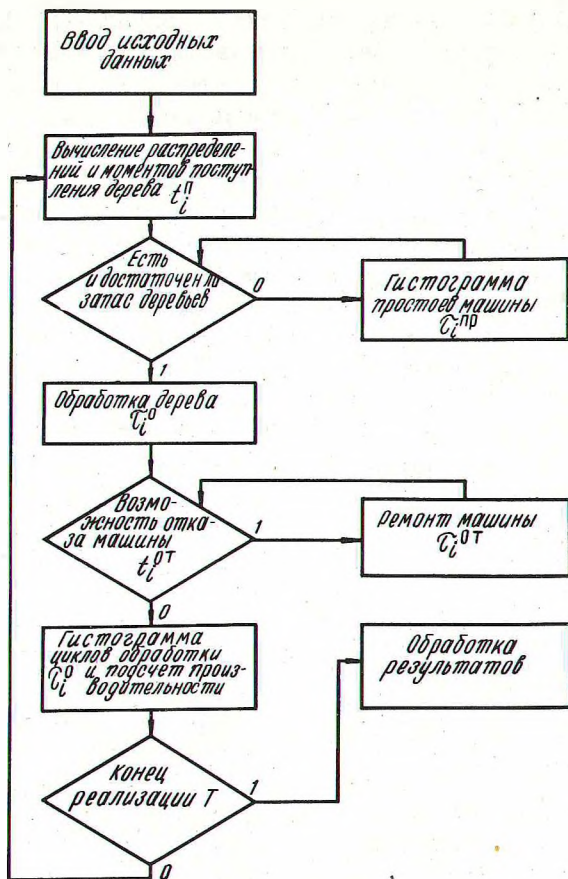 Ввод исходных
данных
Вычисление распределе-
ний и моментов поступ-
ления дерева t_i^п
Есть
и достаточен ли
запас деревьев
0
Гистограмма
простоев машины
τ_i^пр
1
Обработка дерева
τ_i^о
Возмо-
жность отка-
за машины
t_i^от
1
Ремонт машины
τ_i^от
0
Гистограмма
циклов обработки
τ_i^о и подсчет произ-
водительности
Обработка
результатов
Конец
реализации Т
1
0